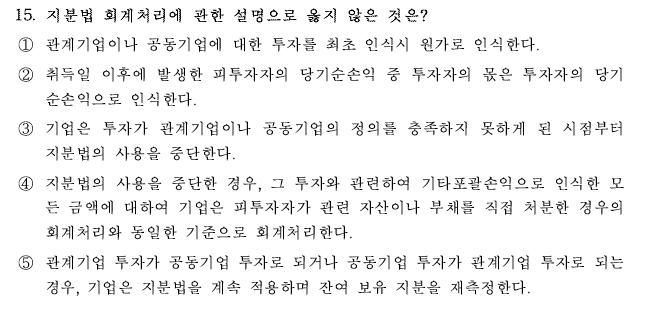 15. 지분법 회계처리에 관한 설명으로 옳지 않은 것은?
① 관계기업이나 공동기업에 대한 투자를 최초 인식시 원가로 인식한다.
② 취득일 이후에 발생한 피투자자의 당기순손익 중 투자자의 몫은 투자자의 당기
순손익으로 인식한다.
③ 기업은 투자가 관계기업이나 공동기업의 정의를 충족하지 못하게 된 시점부터
지분법의 사용을 중단한다.
④ 지분법의 사용을 중단한 경우, 그 투자와 관련하여 기타포괄손익으로 인식한 모
든 금액에 대하여 기업은 피투자자가 관련 자산이나 부채를 직접 처분한 경우의
회계처리와 동일한 기준으로 회계처리한다.
⑤ 관계기업 투자가 공동기업 투자로 되거나 공동기업 투자가 관계기업 투자로 되는
경우, 기업은 지분법을 계속 적용하며 잔여 보유 지분을 재측정한다.